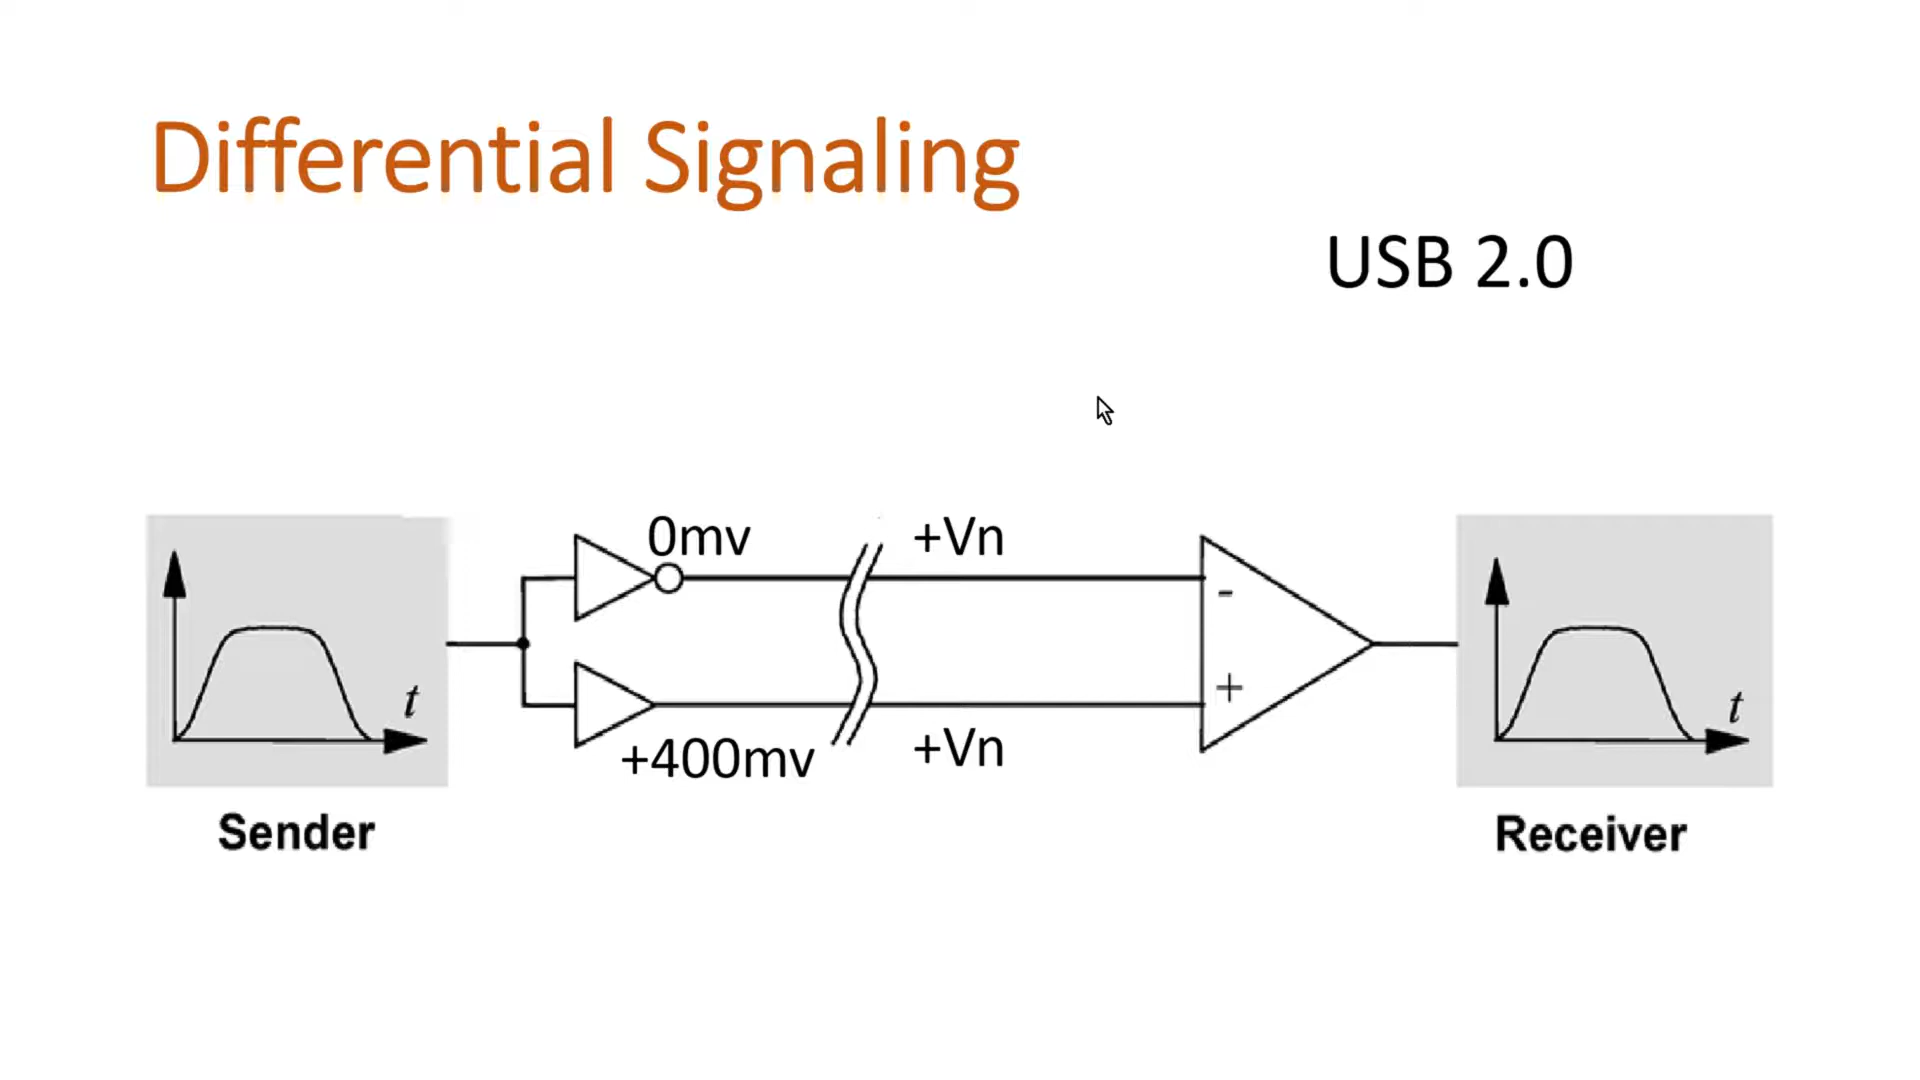 Differential Signaling
USB 2.0
0mv
+Vn
-
+
+400mv
+Vn
t
t
Sender
Receiver